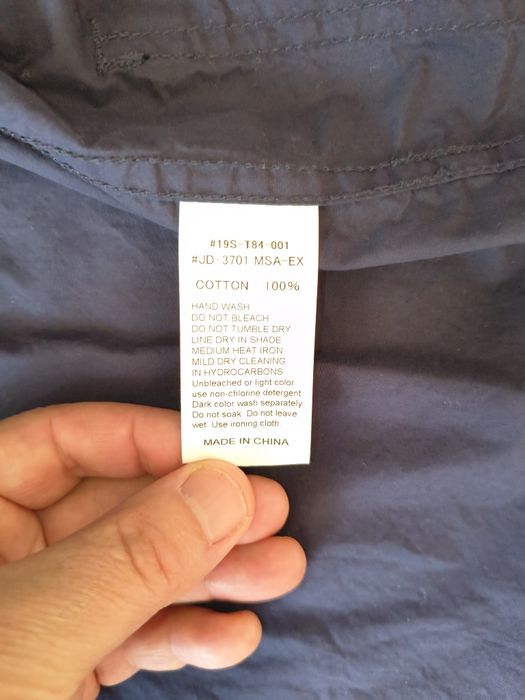 #19S-T84-001
#JD-3701 MSA-EX
COTTON 100%
HAND WASH
DO NOT BLEACH
DO NOT TUMBLE DRY
LINE DRY IN SHADE
MEDIUM HEAT IRON
MILD DRY CLEANING
IN HYDROCARBONS
Unbleached or light color
use non-chlorine detergent
Dark color wash separately
Do not soak. Do not leave
wet. Use ironing cloth.
MADE IN CHINA